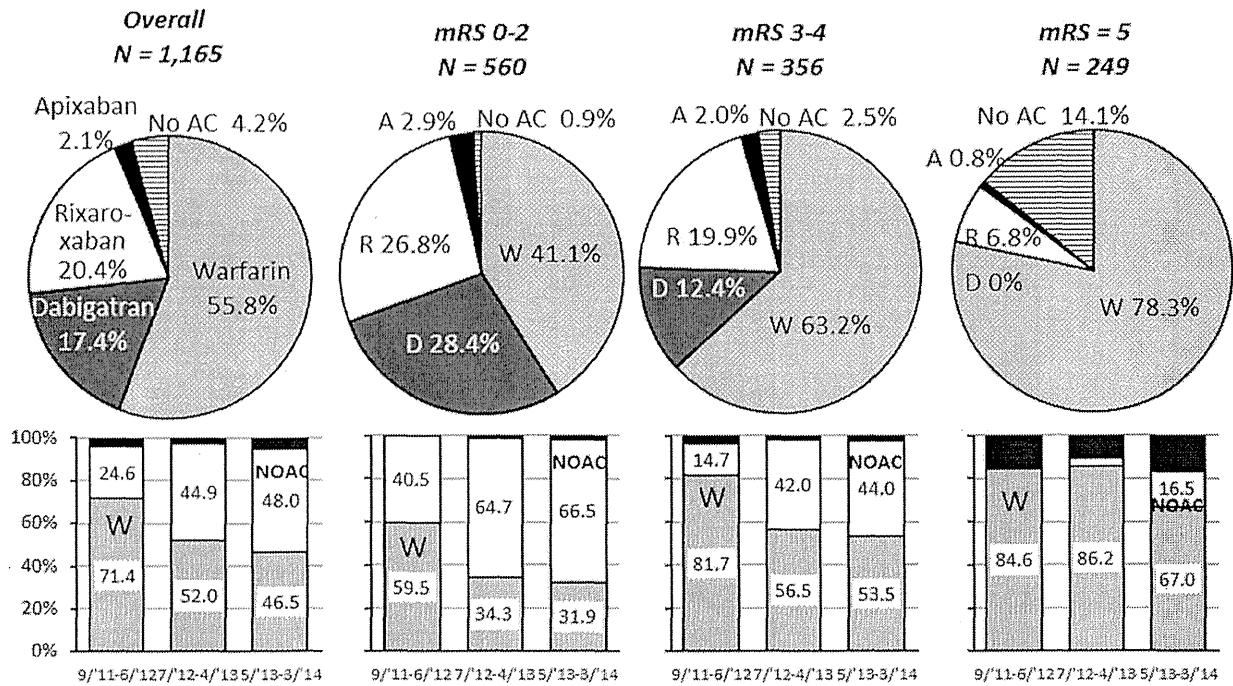 Overall
N = 1,165
mRS 0-2
N = 560
mRS 3-4
N = 356
mRS = 5
N = 249
Apixaban
2.1%
No AC 4.2%
Rixaro-
xaban
20.4%
Warfarin
55.8%
Dabigatran
17.4%
A 2.9%
No AC 0.9%
R 26.8%
W 41.1%
D 28.4%
A 2.0%
No AC 2.5%
R 19.9%
D 12.4%
W 63.2%
No AC 14.1%
A 0.8%
R 6.8%
D 0%
W 78.3%
100%
80%
60%
40%
20%
0%
24.6
W
71.4
44.9
52.0
NOAC
48.0
46.5
40.5
W
59.5
64.7
34.3
NOAC
66.5
31.9
14.7
W
81.7
42.0
56.5
NOAC
44.0
53.5
W
84.6
86.2
16.5
NOAC
67.0
9/'11-6/'12 7/'12-4/'13 5/'13-3/'14
9/'11-6/'12 7/'12-4/'13 5/'13-3/'14
9/'11-6/'12 7/'12-4/'13 5/'13-3/'14
9/'11-6/'12 7/'12-4/'13 5/'13-3/'14